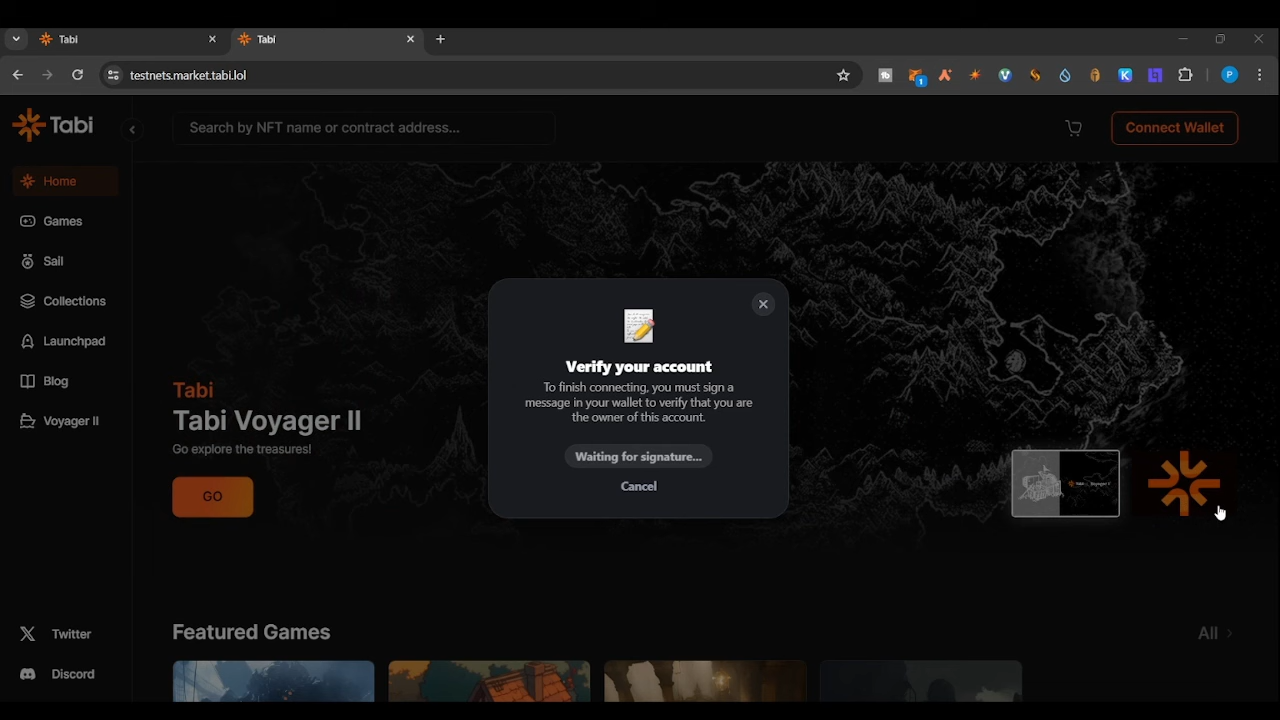 Tabi
Tabi
testnets.market.tabi.lol
1
P
Tabi
Search by NFT name or contract address...
Connect Wallet
Home
Games
Sail
Collections
Launchpad
Blog
Voyager II
Tabi
Tabi Voyager II
Go explore the treasures!
GO
Verify your account
To finish connecting, you must sign a
message in your wallet to verify that you are
the owner of this account.
Waiting for signature...
Cancel
Featured Games
All
Twitter
Discord